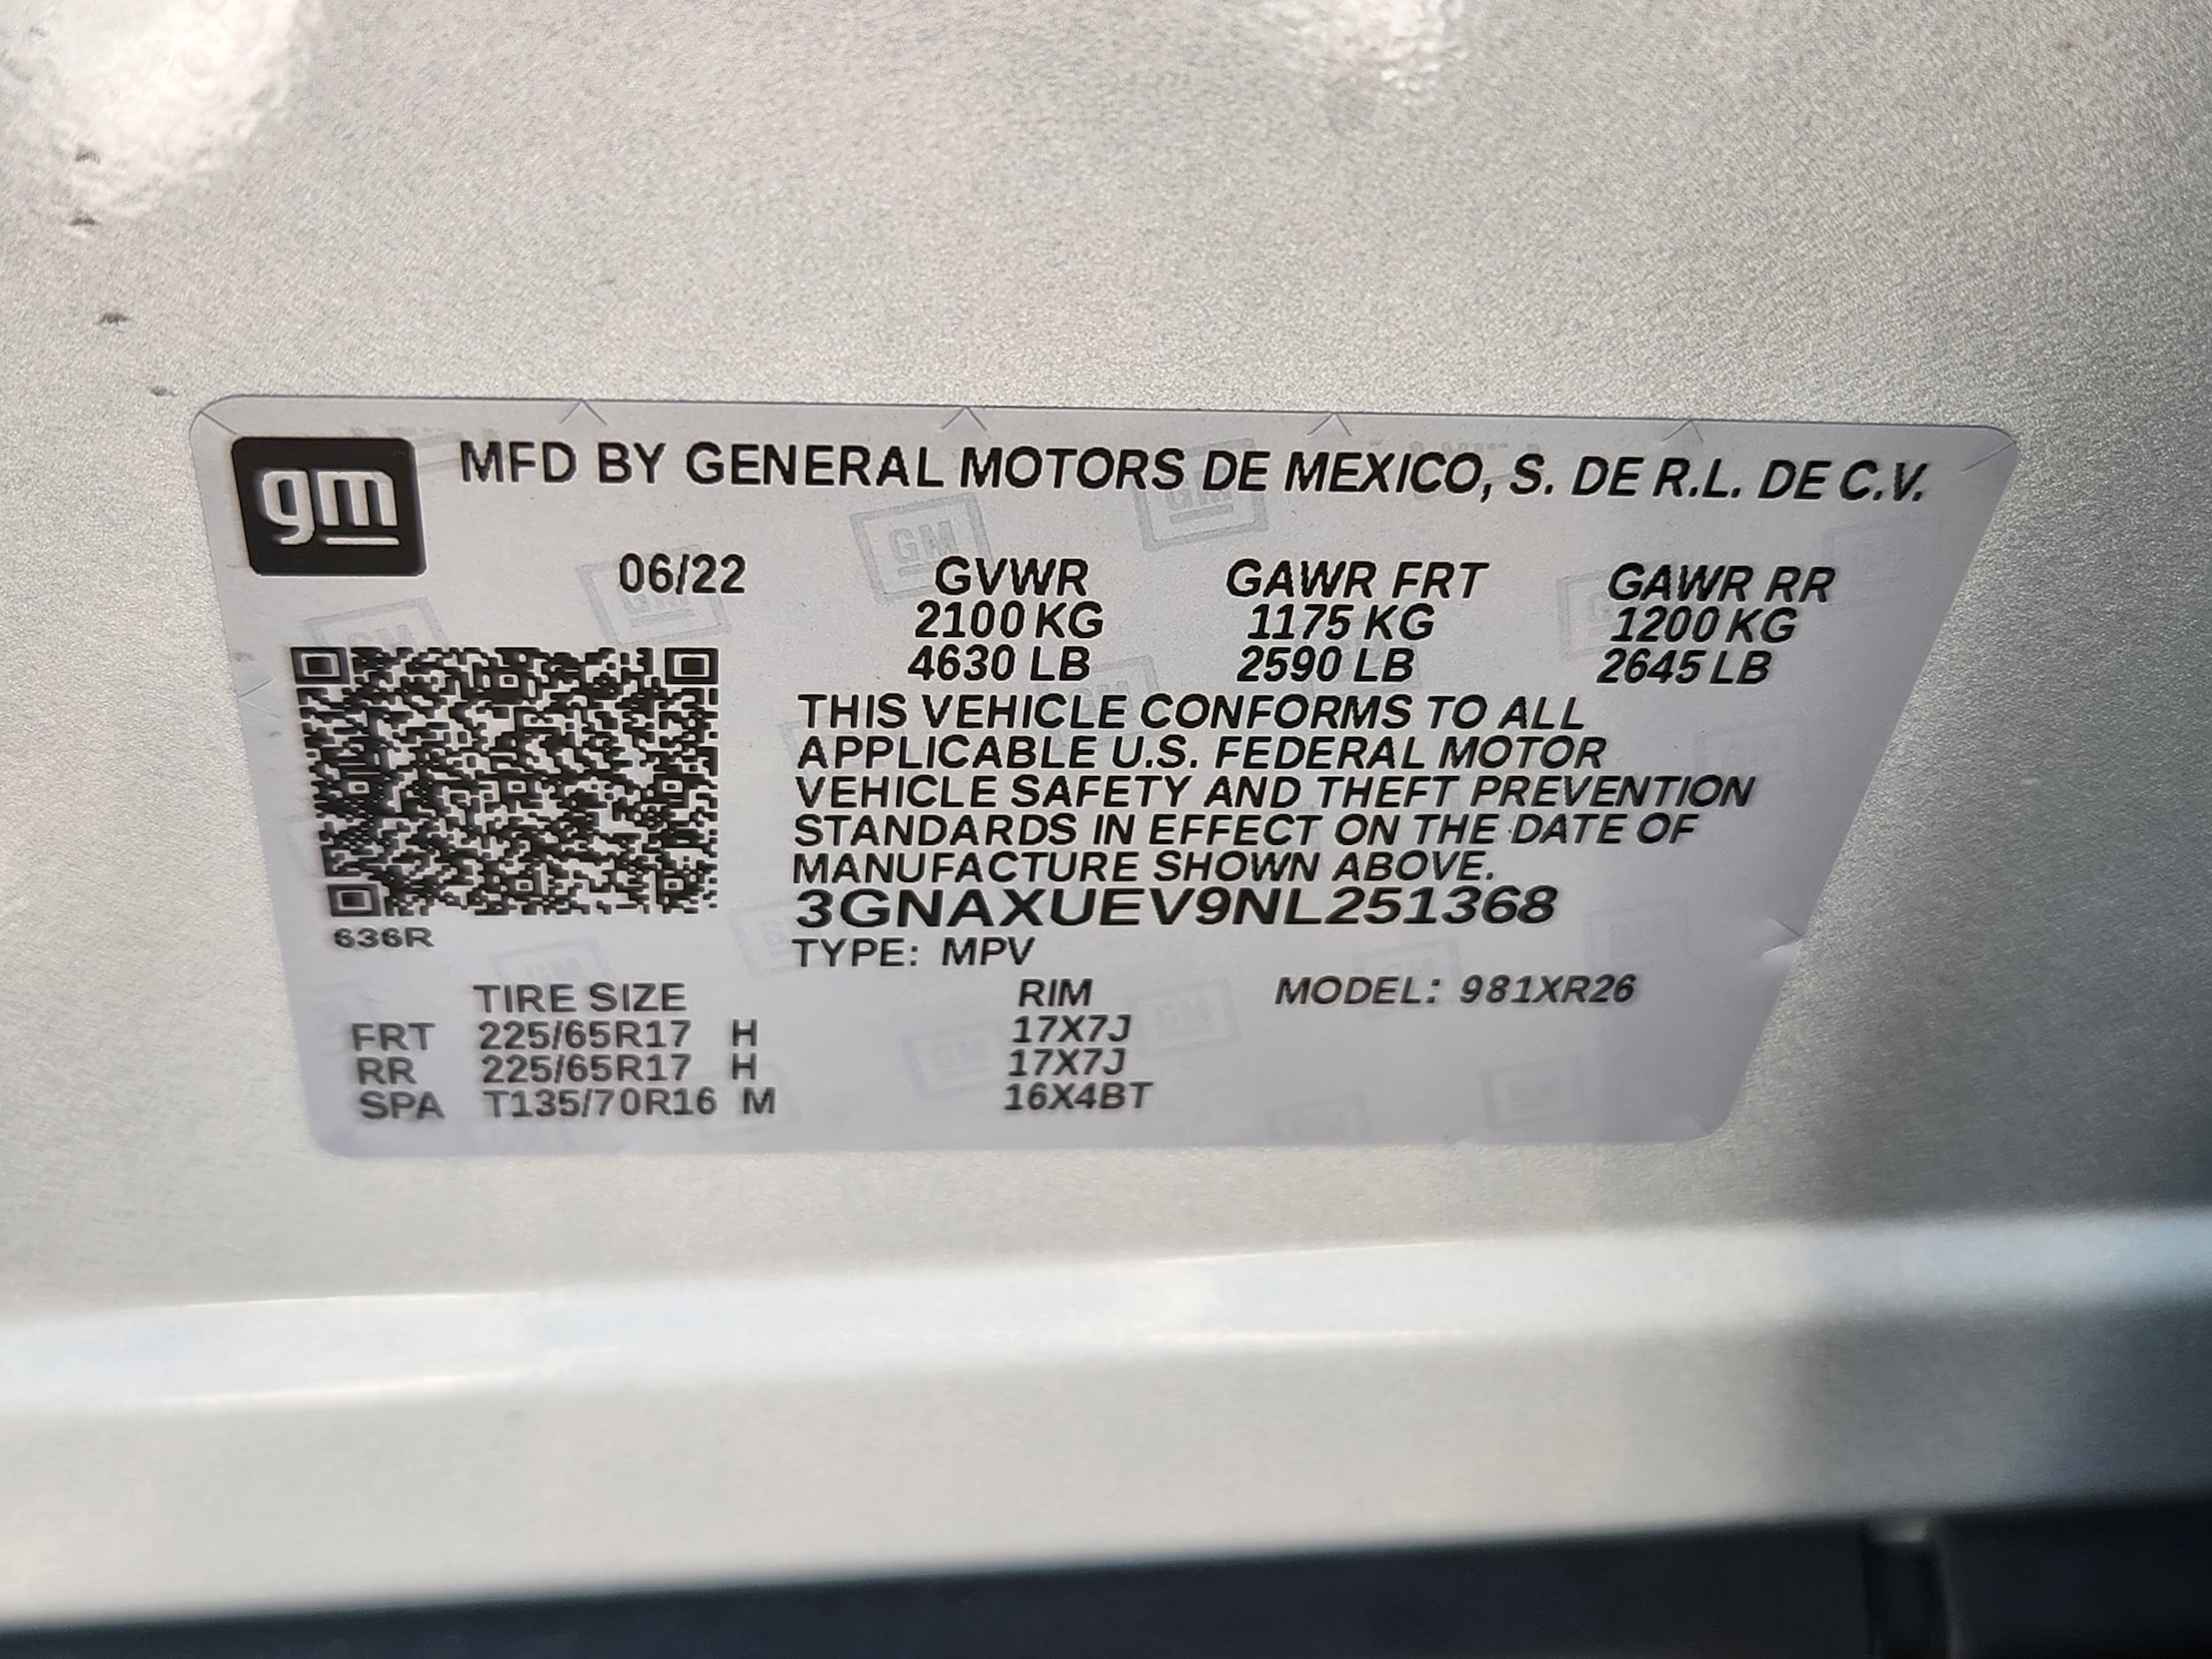 gm MFD BY GENERAL MOTORS DE MEXICO, S. DE R.L. DE C.V.
06/22 GVWR GAWR FRT GAWR RR
2100 KG 1175 KG 1200 KG
4630 LB 2590 LB 2645 LB
THIS VEHICLE CONFORMS TO ALL
APPLICABLE U.S. FEDERAL MOTOR
VEHICLE SAFETY AND THEFT PREVENTION
STANDARDS IN EFFECT ON THE DATE OF
MANUFACTURE SHOWN ABOVE.
3GNAXUEV9NL251368
636R
TYPE: MPV
TIRE SIZE RIM MODEL: 981XR26
FRT 225/65R17 H 17X7J
RR 225/65R17 H 17X7J
SPA T135/70R16 M 16X4BT